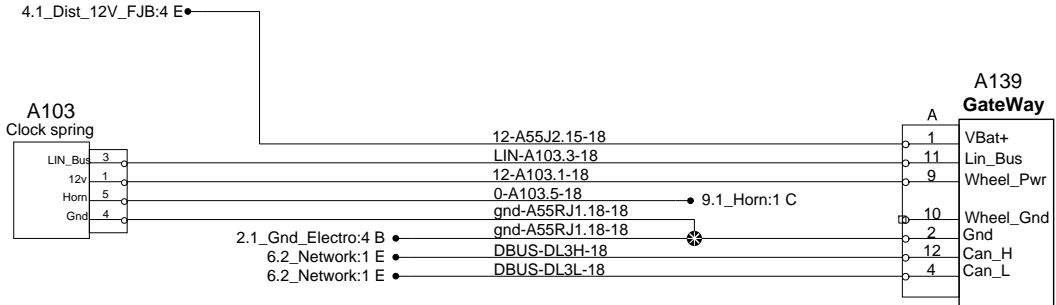 4.1_Dist_12V_FJB:4 E
A103
Clock spring
LIN_Bus 3
12v 1
Horn 5
Gnd 4
12-A55J2.15-18
LIN-A103.3-18
12-A103.1-18
0-A103.5-18
9.1_Horn:1 C
gnd-A55RJ1.18-18
gnd-A55RJ1.18-18
2.1_Gnd_Electro:4 B
6.2_Network:1 E
DBUS-DL3H-18
6.2_Network:1 E
DBUS-DL3L-18
A139
GateWay
A
1 VBat+
11 Lin_Bus
9 Wheel_Pwr
10 Wheel_Gnd
2 Gnd
12 Can_H
4 Can_L